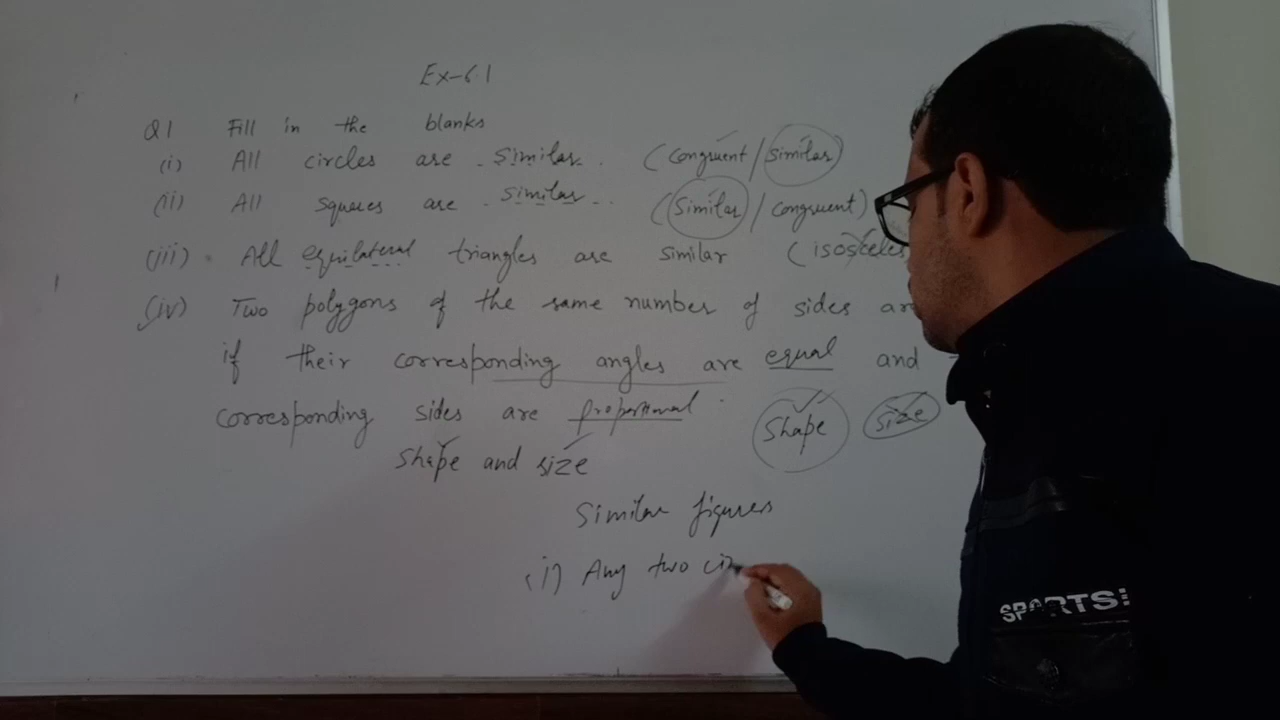 Ex-6.1
Q1 Fill in the blanks
(i) All circles are similar. (congruent/similar)
(ii) All squres are similar (similar/congruent)
(iii) All equilateral triangles are similar (isosceles
(iv) Two polygons of the same number of sides are
if their corresponding angles are equal and
corresponding sides are proportional. shape size
shape and size
Similar figures
(i) Any two cir
SPORTS